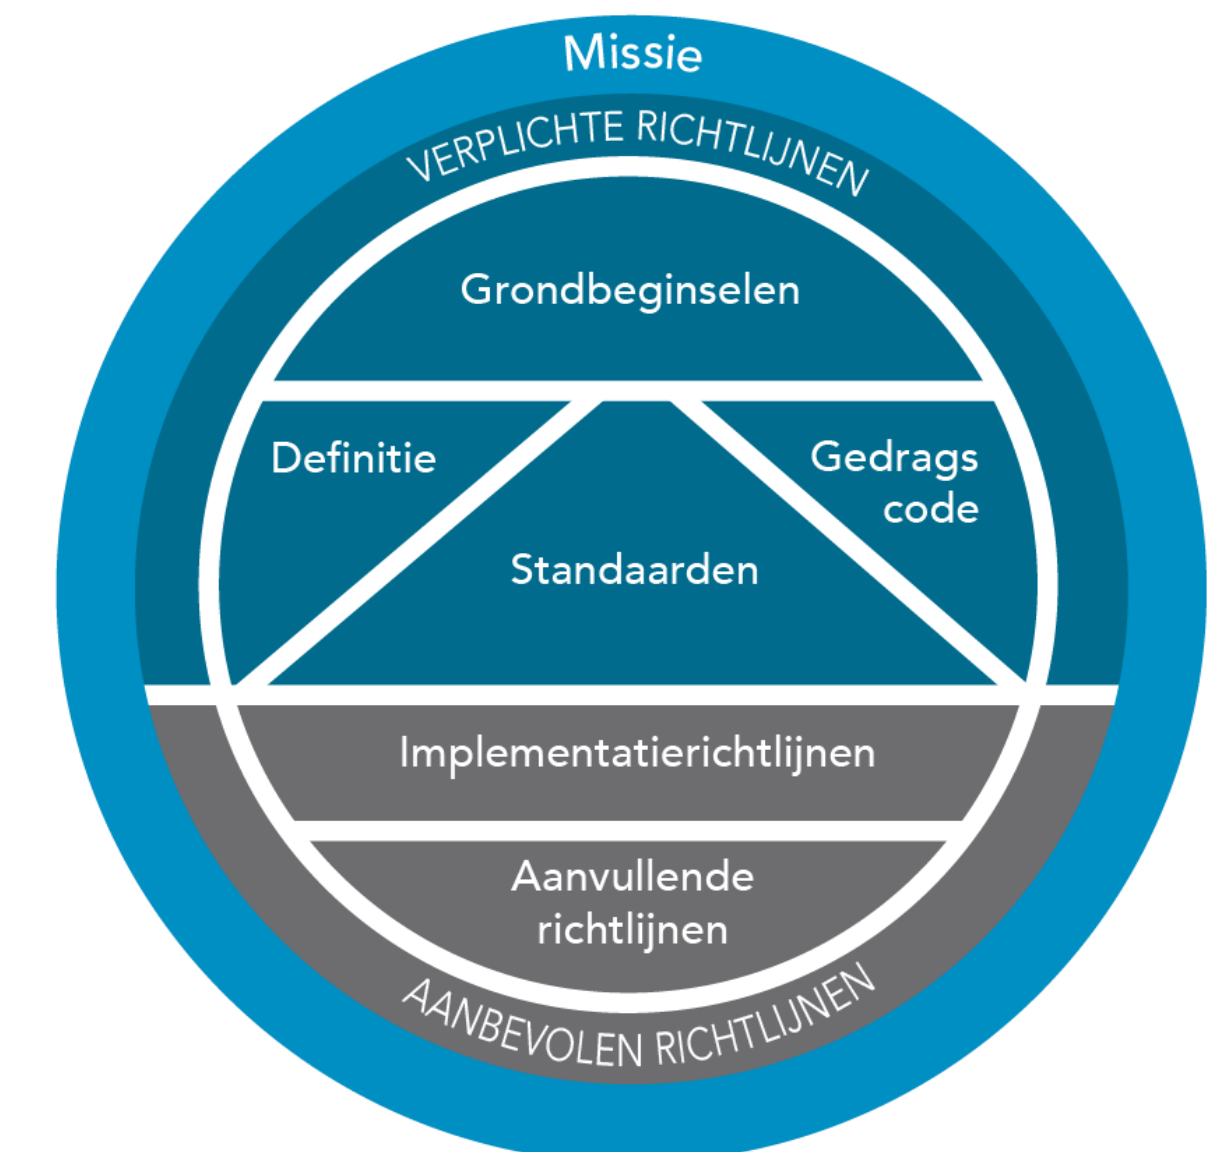 Missie
VERPLICHTE RICHTLIJNEN
Grondbeginselen
Definitie
Gedrags
code
Standaarden
Implementatierichtlijnen
Aanvullende
richtlijnen
AANBEVOLEN RICHTLIJNEN